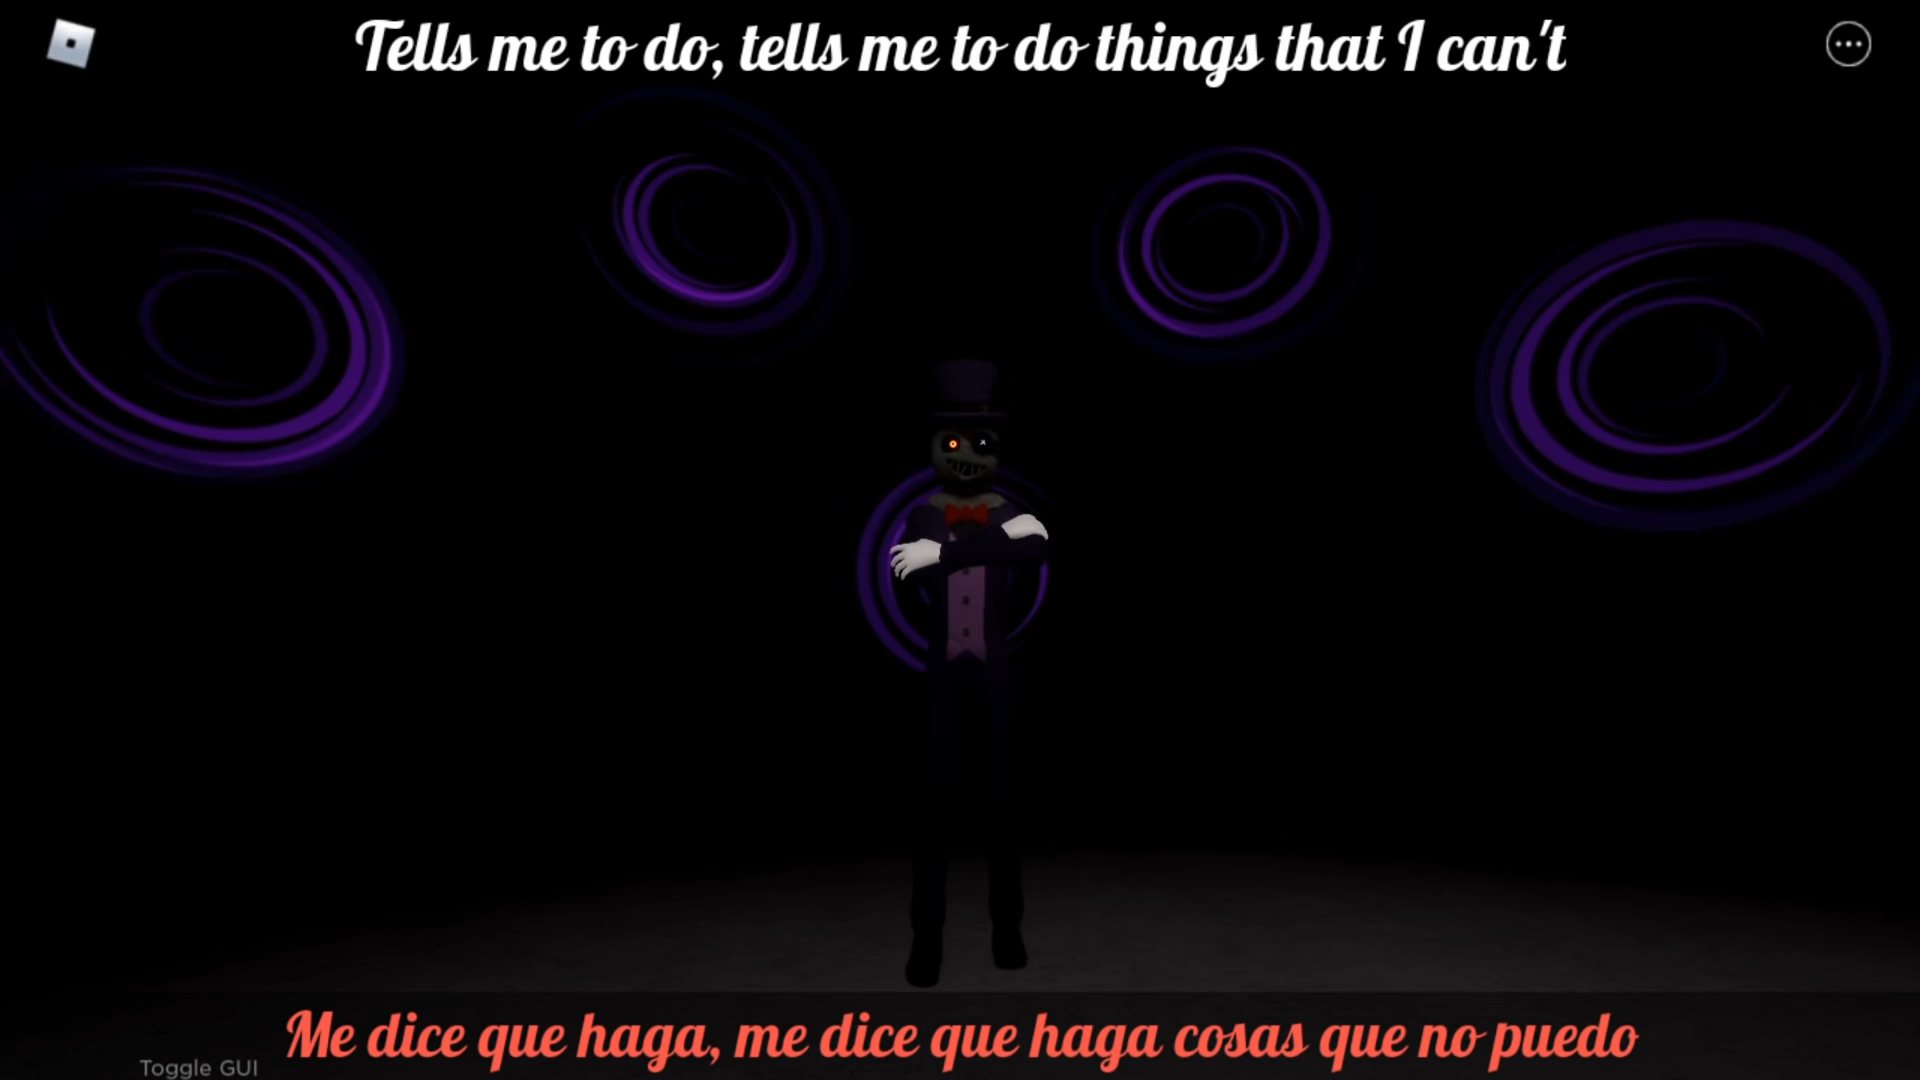 Tells me to do, tells me to do things that I can't
Me dice que haga, me dice que haga cosas que no puedo
Toggle GUI